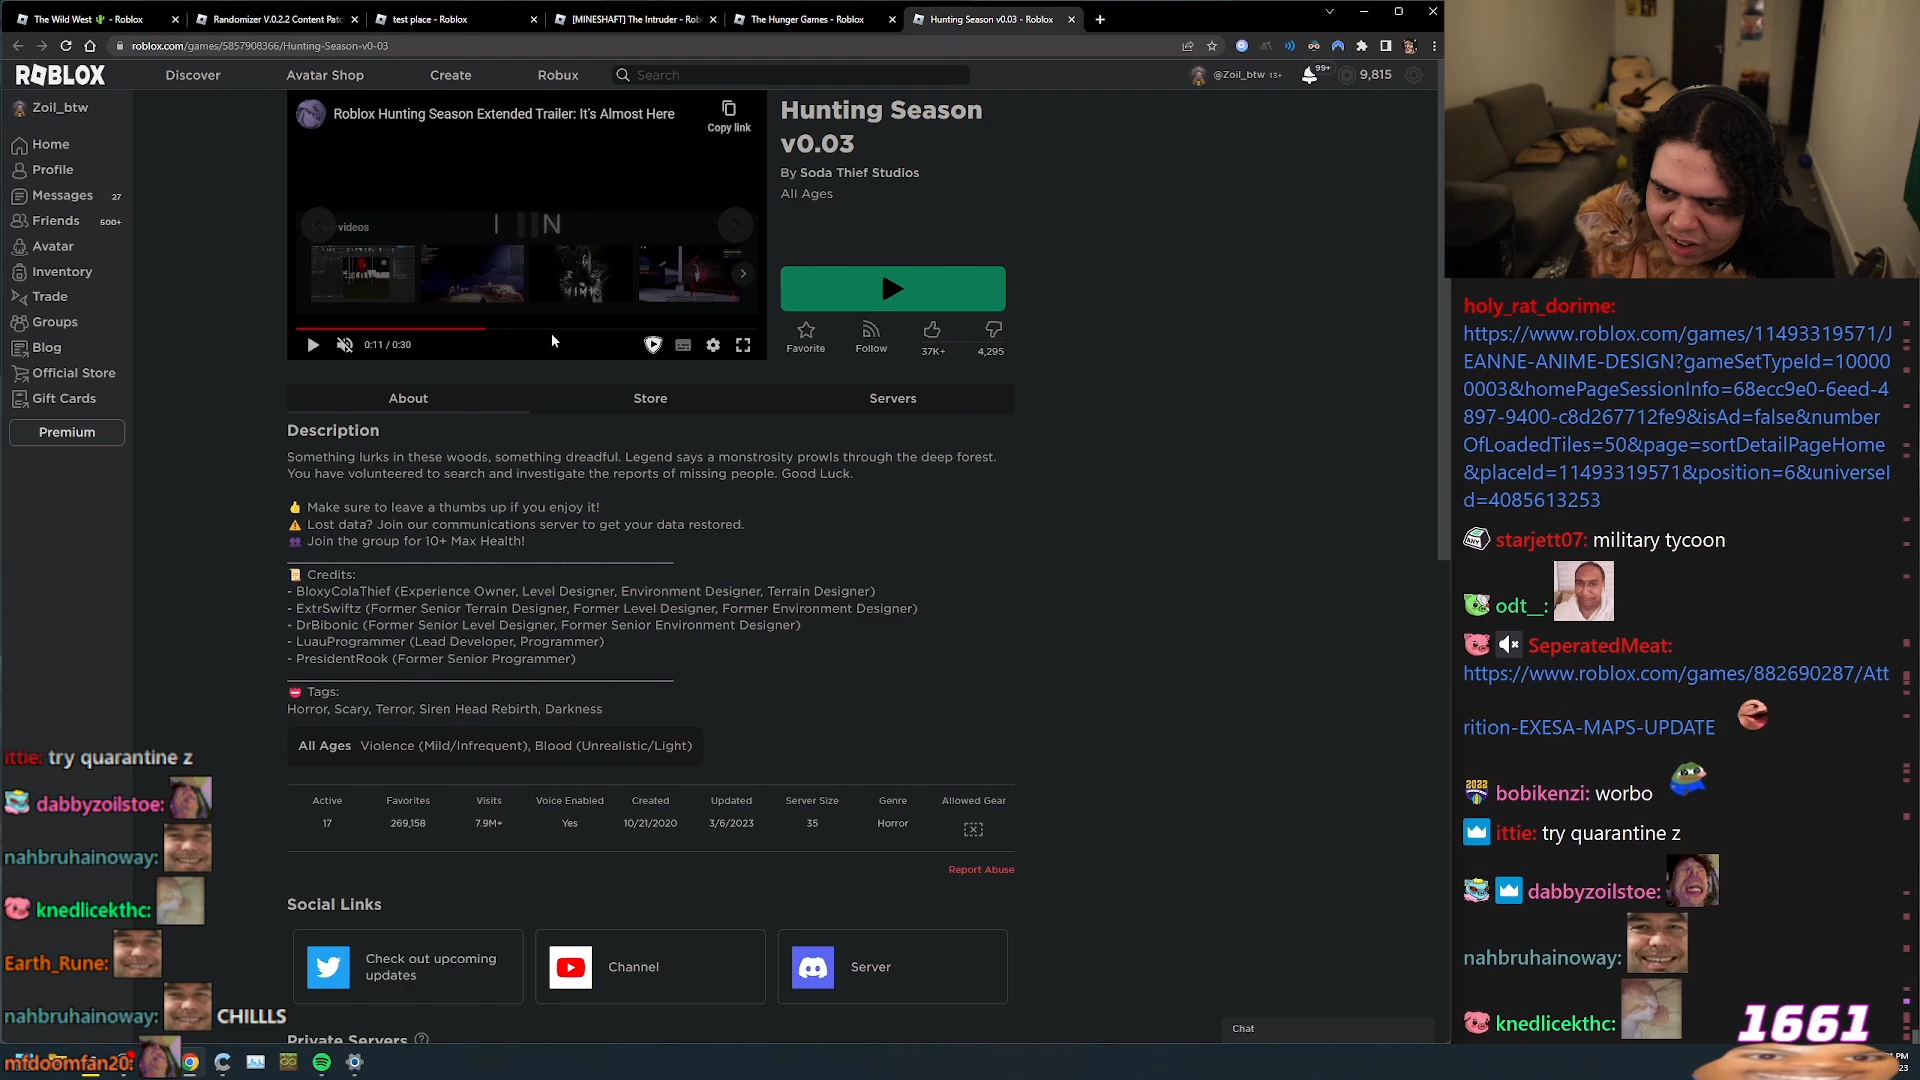 The Wild West 🌵 - Roblox
Randomizer V.0.2.2 Content Patch
test place - Roblox
[MINESHAFT] The Intruder - Rob
The Hunger Games - Roblox
Hunting Season v0.03 - Roblox
roblox.com/games/5857908366/Hunting-Season-v0-03
ROBLOX
Discover
Avatar Shop
Create
Robux
Search
@Zoil_btw 13+
99+
9,815
Zoil_btw
Home
Profile
Messages 27
Friends 500+
Avatar
Inventory
Trade
Groups
Blog
Official Store
Gift Cards
Premium
Roblox Hunting Season Extended Trailer: It's Almost Here
Copy link
videos
0:11 / 0:30
Hunting Season
v0.03
By Soda Thief Studios
All Ages
Favorite
Follow
37K+
4,295
About
Store
Servers
Description
Something lurks in these woods, something dreadful. Legend says a monstrosity prowls through the deep forest.
You have volunteered to search and investigate the reports of missing people. Good Luck.
👍 Make sure to leave a thumbs up if you enjoy it!
⚠️ Lost data? Join our communications server to get your data restored.
👥 Join the group for 10+ Max Health!
📜 Credits:
- BloxyColaThief (Experience Owner, Level Designer, Environment Designer, Terrain Designer)
- ExtrSwiftz (Former Senior Terrain Designer, Former Level Designer, Former Environment Designer)
- DrBibonic (Former Senior Level Designer, Former Senior Environment Designer)
- LuauProgrammer (Lead Developer, Programmer)
- PresidentRook (Former Senior Programmer)
Tags:
Horror, Scary, Terror, Siren Head Rebirth, Darkness
All Ages Violence (Mild/Infrequent), Blood (Unrealistic/Light)
Active Favorites Visits Voice Enabled Created Updated Server Size Genre Allowed Gear
17 269,158 7.9M+ Yes 10/21/2020 3/6/2023 35 Horror
Report Abuse
Social Links
Check out upcoming
updates
Channel
Server
Private Servers
Chat
ittie: try quarantine z
dabbyzoilstoe:
nahbruhainoway:
knedlicekthc:
Earth_Rune:
nahbruhainoway: CHILLLS
mfdoomfan20:
holy_rat_dorime:
https://www.roblox.com/games/11493319571/J
EANNE-ANIME-DESIGN?gameSetTypeId=10000
0003&homePageSessionInfo=68ecc9e0-6eed-4
897-9400-c8d267712fe9&isAd=false&number
OfLoadedTiles=50&page=sortDetailPageHome
&placeId=11493319571&position=6&universeI
d=4085613253
starjett07: military tycoon
odt__:
SeperatedMeat:
https://www.roblox.com/games/882690287/Att
rition-EXESA-MAPS-UPDATE
bobikenzi: worbo
ittie: try quarantine z
dabbyzoilstoe:
nahbruhainoway:
knedlicekthc:
1661